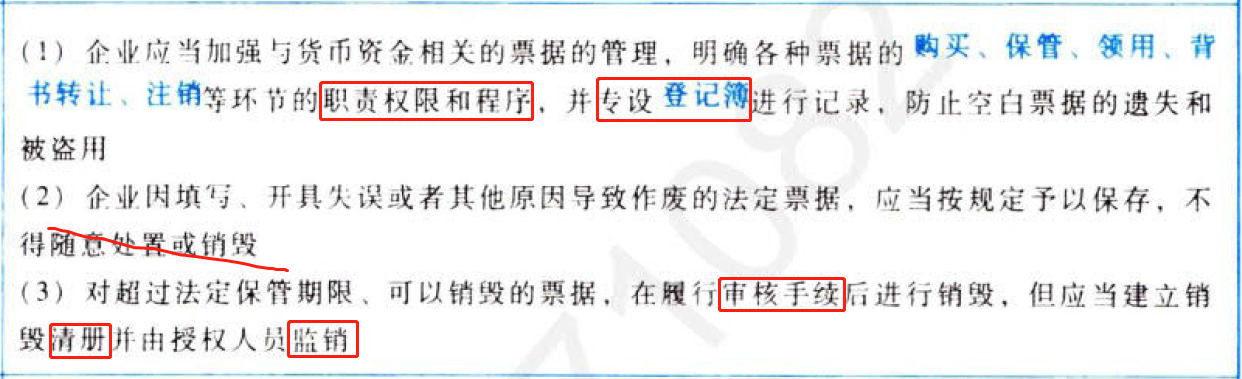 (1) 企业应当加强与货币资金相关的票据的管理，明确各种票据的购买、保管、领用、背
书转让、注销等环节的职责权限和程序，并专设登记簿进行记录，防止空白票据的遗失和
被盗用
(2) 企业因填写、开具失误或者其他原因导致作废的法定票据，应当按规定予以保存，不
得随意处置或销毁
(3) 对超过法定保管期限、可以销毁的票据，在履行审核手续后进行销毁，但应当建立销
毁清册并由授权人员监销